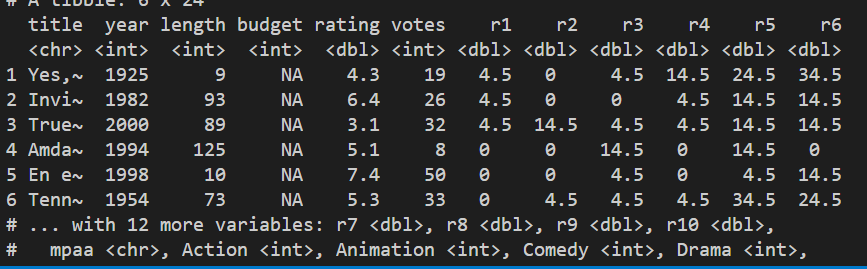 # A tibble: 6 x 24
  title  year length budget rating votes    r1    r2    r3    r4    r5    r6
  <chr> <int>  <int>  <int>  <dbl> <int> <dbl> <dbl> <dbl> <dbl> <dbl> <dbl>
1 Yes,~  1925      9     NA    4.3    19   4.5   0     4.5  14.5  24.5  34.5
2 Invi~  1982     93     NA    6.4    26   4.5   0     0     4.5  14.5  14.5
3 True~  2000     89     NA    3.1    32   4.5  14.5   4.5   4.5  14.5  14.5
4 Amda~  1994    125     NA    5.1     8   0     0    14.5   0    14.5   0
5 En e~  1998     10     NA    7.4    50   0     0     0     0     4.5  14.5
6 Tenn~  1954     73     NA    5.3    33   0     4.5   4.5   4.5  34.5  24.5
# ... with 12 more variables: r7 <dbl>, r8 <dbl>, r9 <dbl>, r10 <dbl>,
#   mpaa <chr>, Action <int>, Animation <int>, Comedy <int>, Drama <int>,